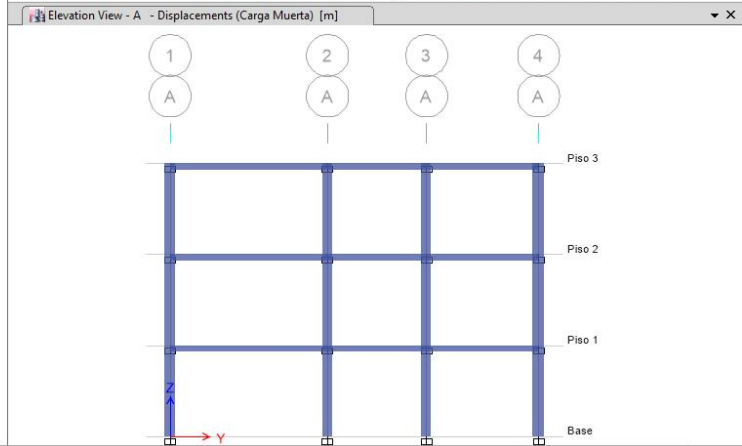 Elevation View - A - Displacements (Carga Muerta) [m]
1 2 3 4
A A A A
Piso 3
Piso 2
Piso 1
Z
Base
Y